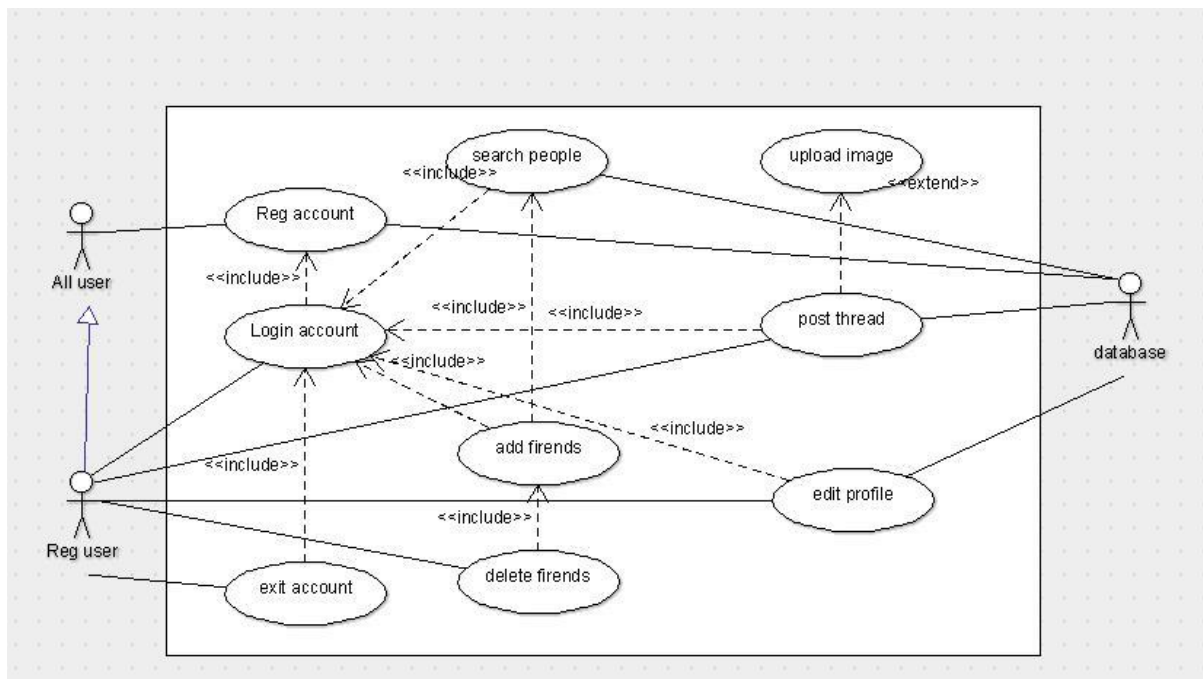 search people
upload image
<<include>>
<<extend>>
Reg account
All user
<<include>>
<<include>>
<<include>>
Login account
post thread
database
<<include>>
<<include>>
add firends
<<include>>
edit profile
<<include>>
Reg user
exit account
delete firends